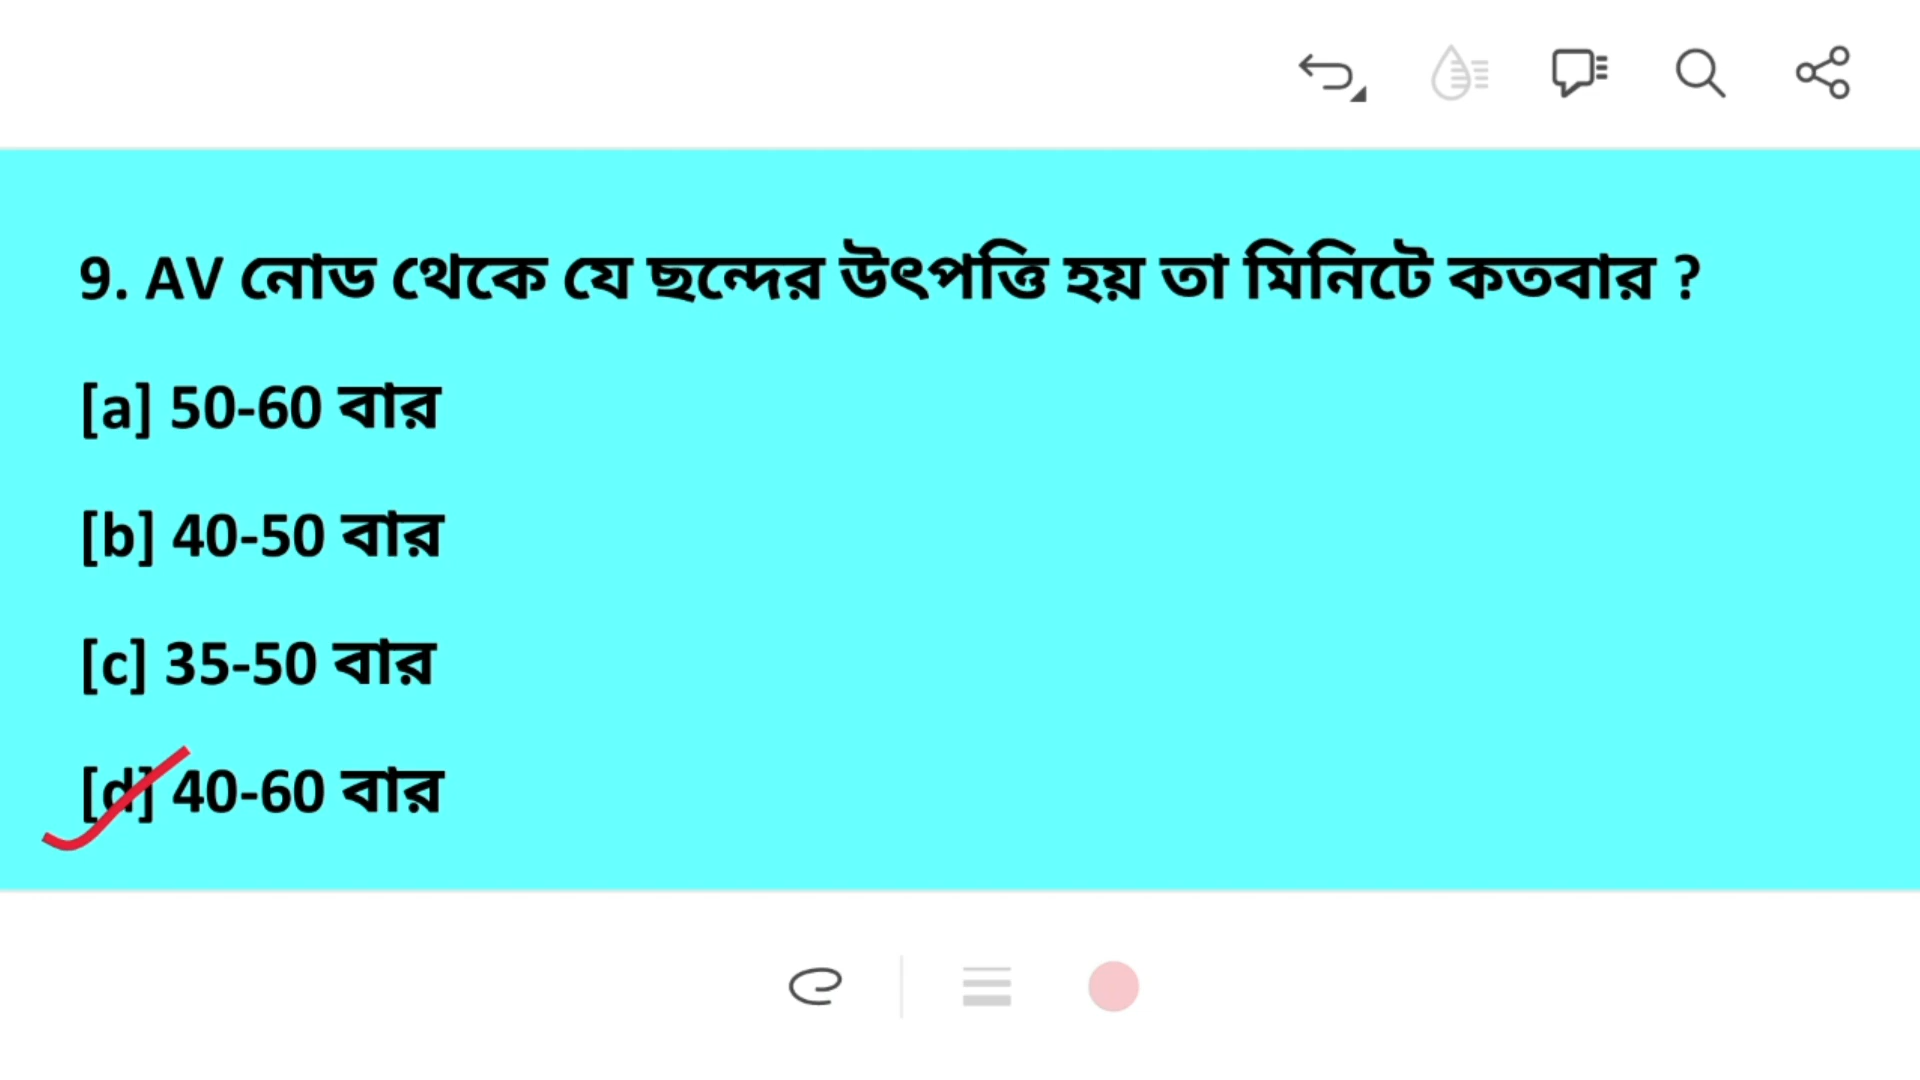 9. AV নোড থেকে যে ছন্দের উৎপত্তি হয় তা মিনিটে কতবার ?
[a] 50-60 বার
[b] 40-50 বার
[c] 35-50 বার
[d] 40-60 বার